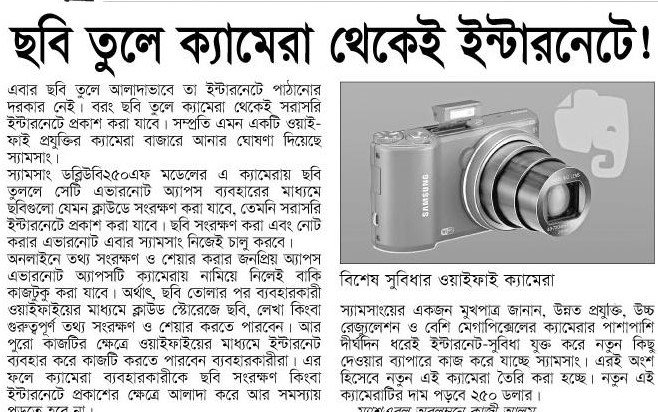 ছবি তুলে ক্যামেরা থেকেই ইন্টারনেটে!
এবার ছবি তুলে আলাদাভাবে তা ইন্টারনেটে পাঠানোর
দরকার নেই। বরং ছবি তুলে ক্যামেরা থেকেই সরাসরি
ইন্টারনেটে প্রকাশ করা যাবে। সম্প্রতি এমন একটি ওয়াই-
ফাই প্রযুক্তির ক্যামেরা বাজারে আনার ঘোষণা দিয়েছে
স্যামসাং।
স্যামসাং ডব্লিউবি২৫০এফ মডেলের এ ক্যামেরায় ছবি
তুললে সেটি এভারনোট অ্যাপস ব্যবহারের মাধ্যমে
ছবিগুলো যেমন ক্লাউডে সংরক্ষণ করা যাবে, তেমনি সরাসরি
ইন্টারনেটে প্রকাশ করা যাবে। ছবি সংরক্ষণ করা এবং নোট
করার এভারনোট এবার স্যামসাং নিজেই চালু করবে।
অনলাইনে তথ্য সংরক্ষণ ও শেয়ার করার জনপ্রিয় অ্যাপস
এভারনোট অ্যাপসটি ক্যামেরায় নামিয়ে নিলেই বাকি
কাজটুকু করা যাবে। অর্থাৎ, ছবি তোলার পর ব্যবহারকারী
ওয়াইফাইয়ের মাধ্যমে ক্লাউড স্টোরেজে ছবি, লেখা কিংবা
গুরুত্বপূর্ণ তথ্য সংরক্ষণ ও শেয়ার করতে পারবেন। আর
পুরো কাজটির ক্ষেত্রে ওয়াইফাইয়ের মাধ্যমে ইন্টারনেট
ব্যবহার করে কাজটি করতে পারবেন ব্যবহারকারীরা। এর
ফলে ক্যামেরা ব্যবহারকারীকে ছবি সংরক্ষণ কিংবা
ইন্টারনেটে প্রকাশের ক্ষেত্রে আলাদা করে আর সমস্যায়
পড়তে হবে না।
SAMSUNG
বিশেষ সুবিধার ওয়াইফাই ক্যামেরা
স্যামসাংয়ের একজন মুখপাত্র জানান, উন্নত প্রযুক্তি, উচ্চ
রেজ্যুলেশন ও বেশি মেগাপিক্সেলের ক্যামেরার পাশাপাশি
দীর্ঘদিন ধরেই ইন্টারনেট-সুবিধা যুক্ত করে নতুন কিছু
দেওয়ার ব্যাপারে কাজ করে যাচ্ছে স্যামসাং। এরই অংশ
হিসেবে নতুন এই ক্যামেরা তৈরি করা হচ্ছে। নতুন এই
ক্যামেরাটির দাম পড়বে ২৫০ ডলার।
ম্যাশেবল অবলম্বনে কাজী আলম